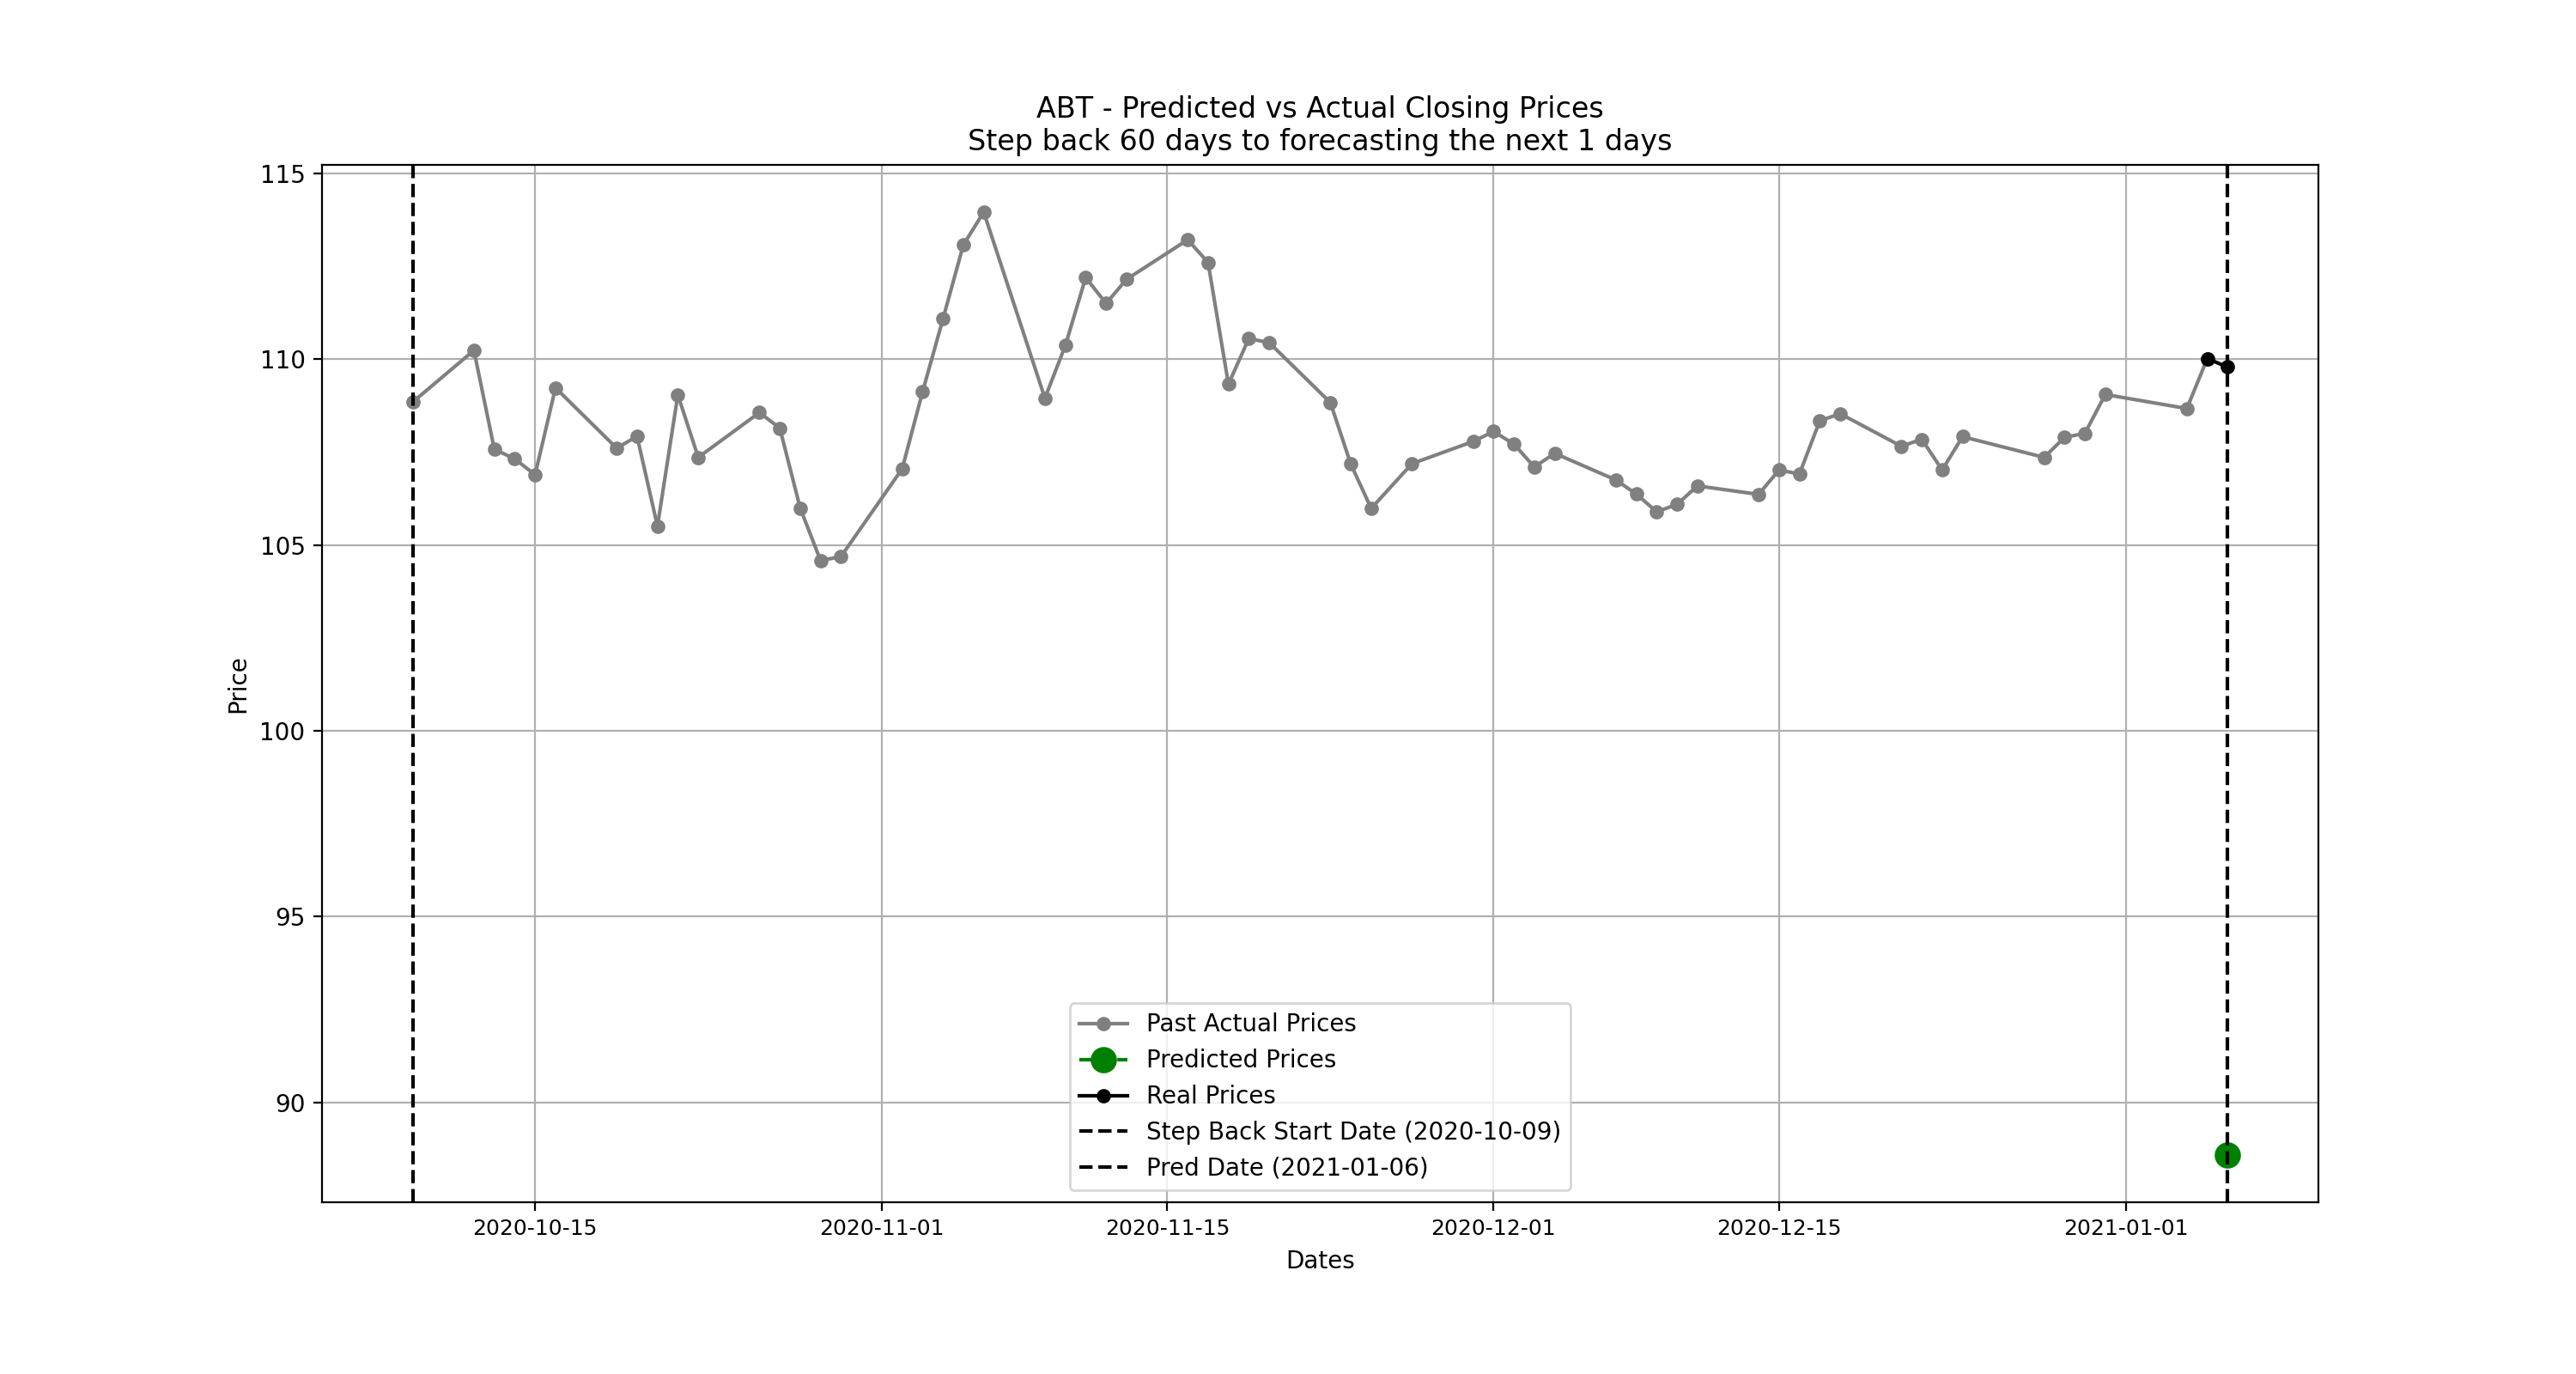 ABT - Predicted vs Actual Closing Prices
Step back 60 days to forecasting the next 1 days
115
110
105
100
95
90
Price
Past Actual Prices
Predicted Prices
Real Prices
Step Back Start Date (2020-10-09)
Pred Date (2021-01-06)
2020-10-15
2020-11-01
2020-11-15
2020-12-01
2020-12-15
2021-01-01
Dates